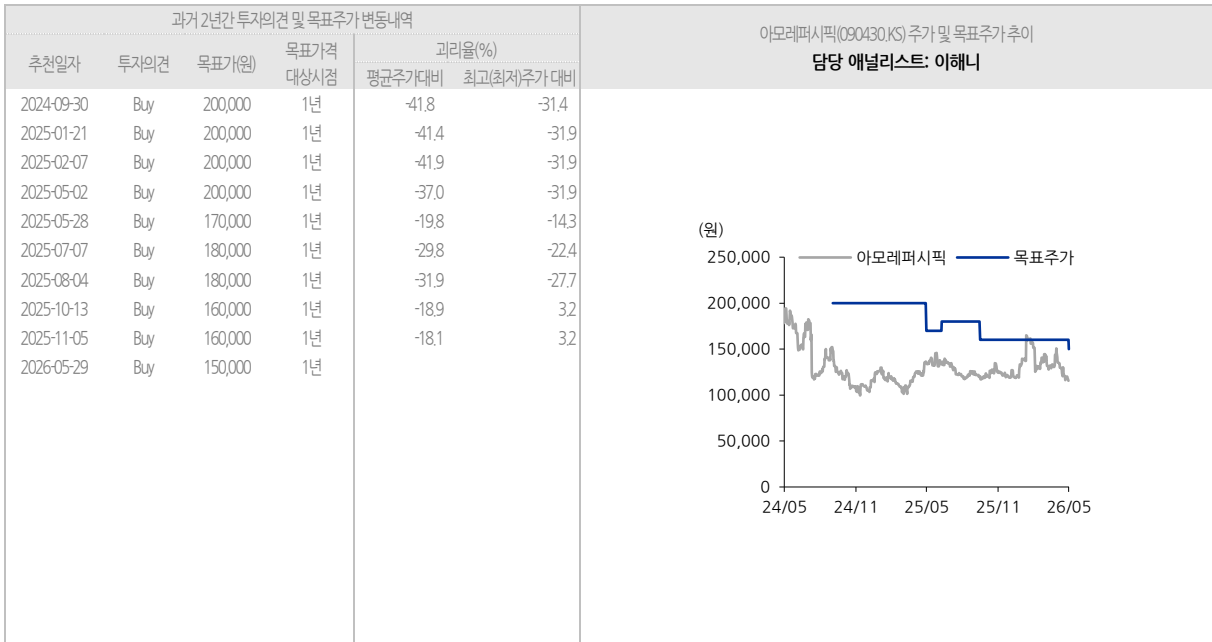 과거 2년간 투자의견 및 목표주가 변동내역
추천일자 투자의견 목표가(원) 목표가격 대상시점 괴리율(%)
평균주가대비 최고(최저)주가 대비
2024-09-30 Buy 200,000 1년 -41.8 -31.4
2025-01-21 Buy 200,000 1년 -41.4 -31.9
2025-02-07 Buy 200,000 1년 -41.9 -31.9
2025-05-02 Buy 200,000 1년 -37.0 -31.9
2025-05-28 Buy 170,000 1년 -19.8 -14.3
2025-07-07 Buy 180,000 1년 -29.8 -22.4
2025-08-04 Buy 180,000 1년 -31.9 -27.7
2025-10-13 Buy 160,000 1년 -18.9 3.2
2025-11-05 Buy 160,000 1년 -18.1 3.2
2026-05-29 Buy 150,000 1년
아모레퍼시픽(090430.KS) 주가 및 목표주가 추이
담당 애널리스트: 이해니
(원)
아모레퍼시픽 목표주가
250,000
200,000
150,000
100,000
50,000
0
24/05 24/11 25/05 25/11 26/05